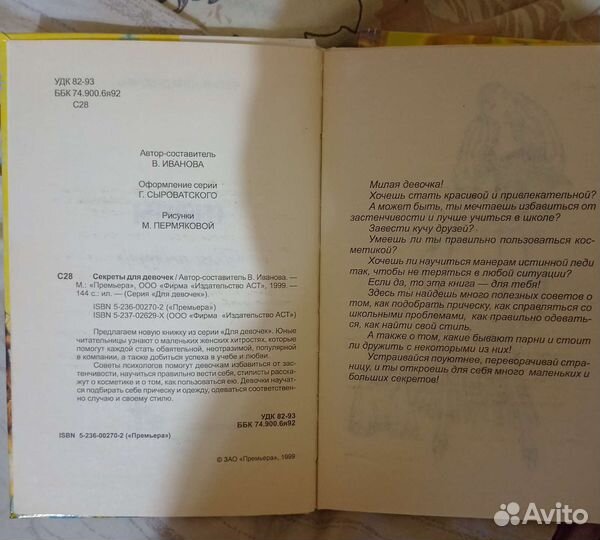 УДК 82-93
ББК 74.900.6я92
С28
Автор-составитель
В. ИВАНОВА
Оформление серии
Г. СЫРОВАТСКОГО
Рисунки
М. ПЕРМЯКОВОЙ
С28 Секреты для девочек / Автор-составитель В. Иванова. —
М.: «Премьера», ООО «Фирма «Издательство АСТ», 1999. —
144 с.: ил. — (Серия «Для девочек»).
ISBN 5-236-00270-2 («Премьера»)
ISBN 5-237-02629-Х (ООО «Фирма «Издательство АСТ»)
Предлагаем новую книжку из серии «Для девочек». Юные
читательницы узнают о маленьких женских хитростях, которые
помогут каждой стать обаятельной, неотразимой, популярной
в компании, а также добиться успеха в учебе и любви.
Советы психологов помогут девочкам избавиться от зас-
тенчивости, научиться правильно вести себя, стилисты расска-
жут о косметике и о том, как пользоваться ею. Девочки научат-
ся подбирать себе прическу и одежду, одеваться соответствен-
но случаю и своему стилю.
УДК 82-93
ББК 74.900.6я92
ISBN 5-236-00270-2 («Премьера»)
© ЗАО «Премьера», 1999
Милая девочка!
Хочешь стать красивой и привлекательной?
А может быть, ты мечтаешь избавиться от
застенчивости и лучше учиться в школе?
Завести кучу друзей?
Умеешь ли ты правильно пользоваться кос-
метикой?
Хочешь ли научиться манерам истинной леди
так, чтобы не теряться в любой ситуации?
Если да, то эта книга — для тебя!
Здесь ты найдешь много полезных советов о
том, как подобрать прическу, как справляться со
школьными проблемами, как правильно одевать-
ся, как найти свой стиль.
А также о том, какие бывают парни и стоит
ли дружить с некоторыми из них!
Устраивайся поуютнее, переворачивай стра-
ницу, и ты откроешь для себя много маленьких и
больших секретов!
Avito